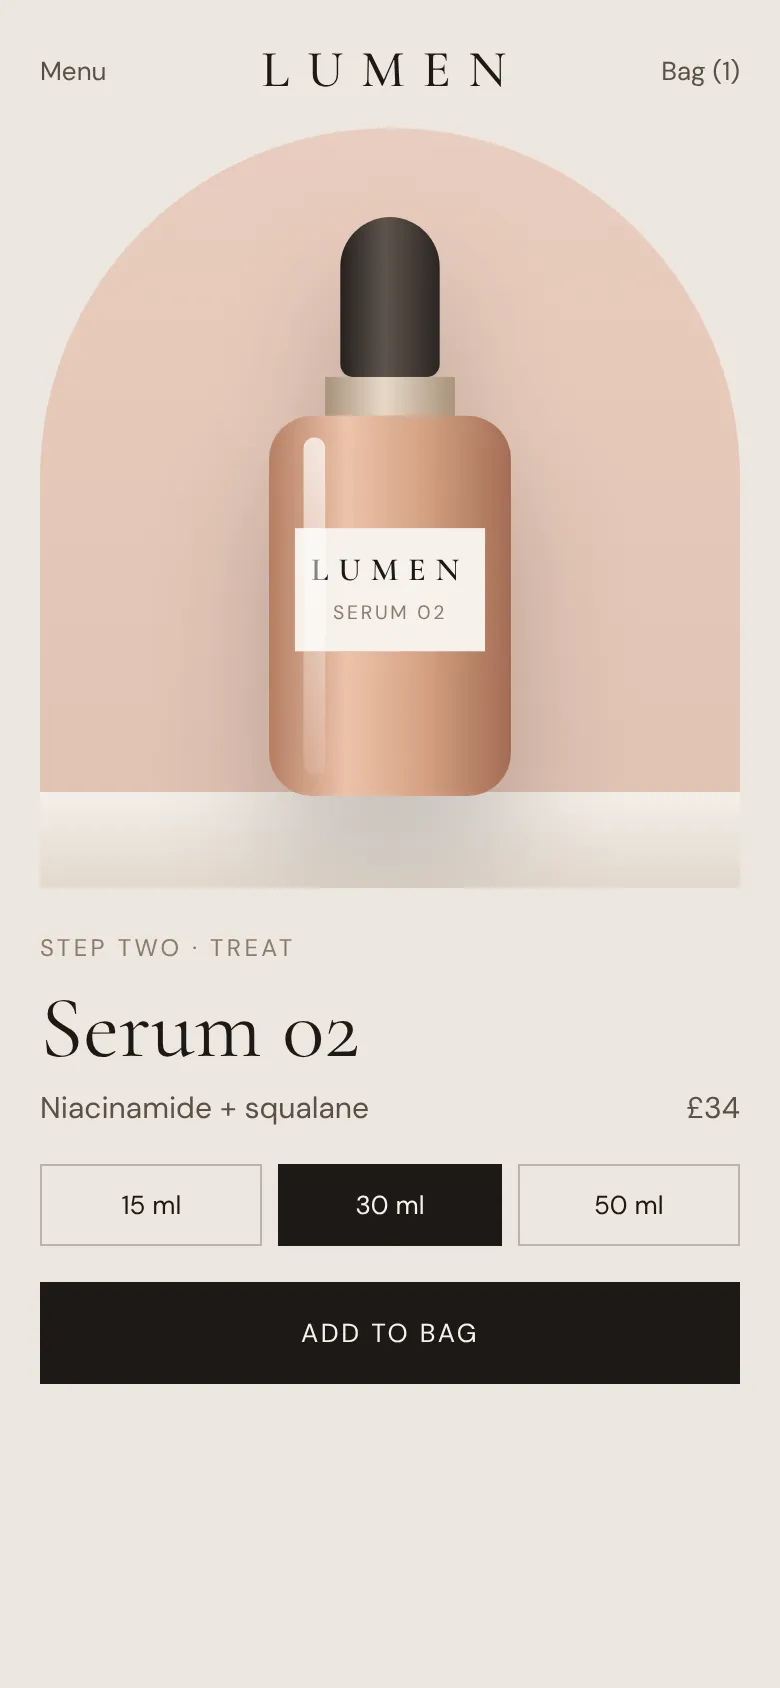 Menu LUMEN Bag (1)
LUMEN
SERUM 02
STEP TWO · TREAT
Serum 02
Niacinamide + squalane £34
15 ml 30 ml 50 ml
ADD TO BAG